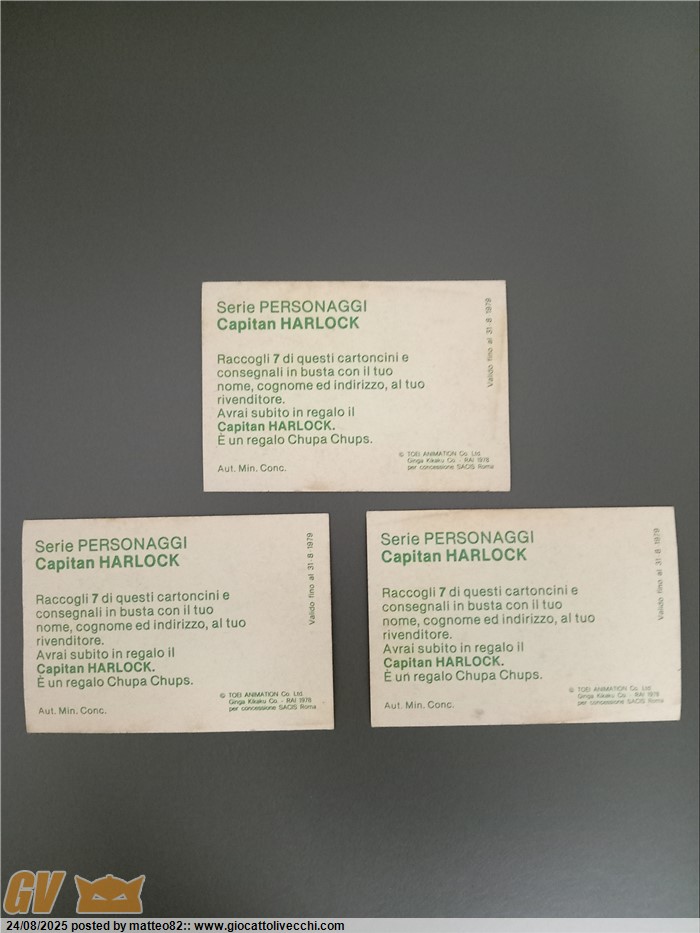 Serie PERSONAGGI
Capitan HARLOCK
Raccogli 7 di questi cartoncini e
consegnali in busta con il tuo
nome, cognome ed indirizzo, al tuo
rivenditore.
Avrai subito in regalo il
Capitan HARLOCK.
È un regalo Chupa Chups.
Aut. Min. Conc.
© TOEI ANIMATION Co. Ltd.
Ginga Kikaku Co. - RAI 1978
per concessione SACIS Roma
Valido fino al 31-8-1979
Serie PERSONAGGI
Capitan HARLOCK
Raccogli 7 di questi cartoncini e
consegnali in busta con il tuo
nome, cognome ed indirizzo, al tuo
rivenditore.
Avrai subito in regalo il
Capitan HARLOCK.
È un regalo Chupa Chups.
Aut. Min. Conc.
© TOEI ANIMATION Co. Ltd.
Ginga Kikaku Co. - RAI 1978
per concessione SACIS Roma
Valido fino al 31-8-1979
Serie PERSONAGGI
Capitan HARLOCK
Raccogli 7 di questi cartoncini e
consegnali in busta con il tuo
nome, cognome ed indirizzo, al tuo
rivenditore.
Avrai subito in regalo il
Capitan HARLOCK.
È un regalo Chupa Chups.
Aut. Min. Conc.
© TOEI ANIMATION Co. Ltd.
Ginga Kikaku Co. - RAI 1978
per concessione SACIS Roma
Valido fino al 31-8-1979
GV
24/08/2025 posted by matteo82:: www.giocattolivecchi.com